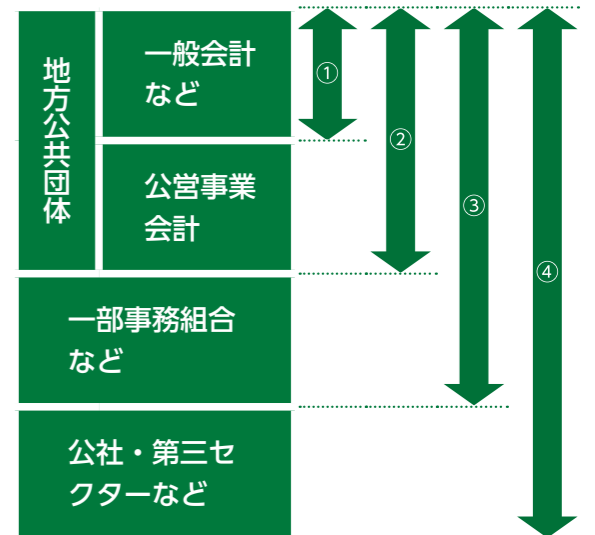 地方公共団体
一般会計
など
公営事業
会計
一部事務組合
など
公社・第三セ
クターなど
①
②
③
④